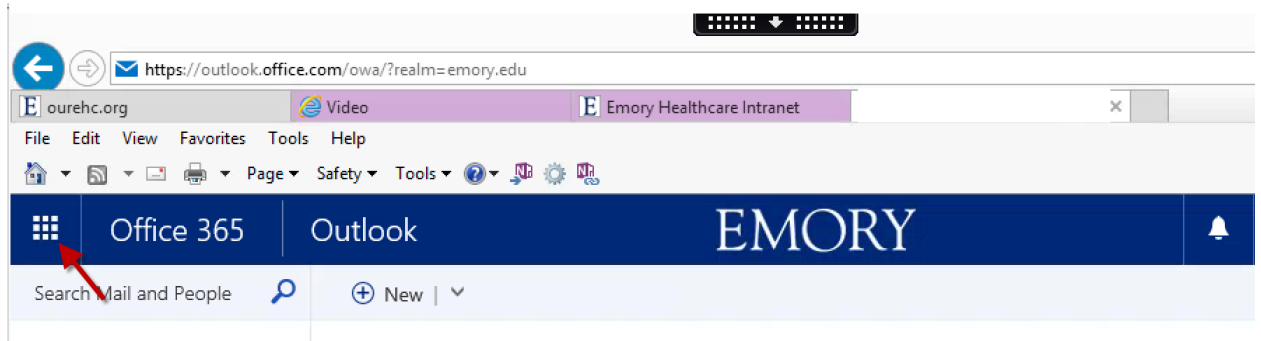 https://outlook.office.com/owa/?realm=emory.edu
E ourehc.org Video E Emory Healthcare Intranet
File Edit View Favorites Tools Help
Page Safety Tools
Office 365 Outlook EMORY
Search Mail and People New